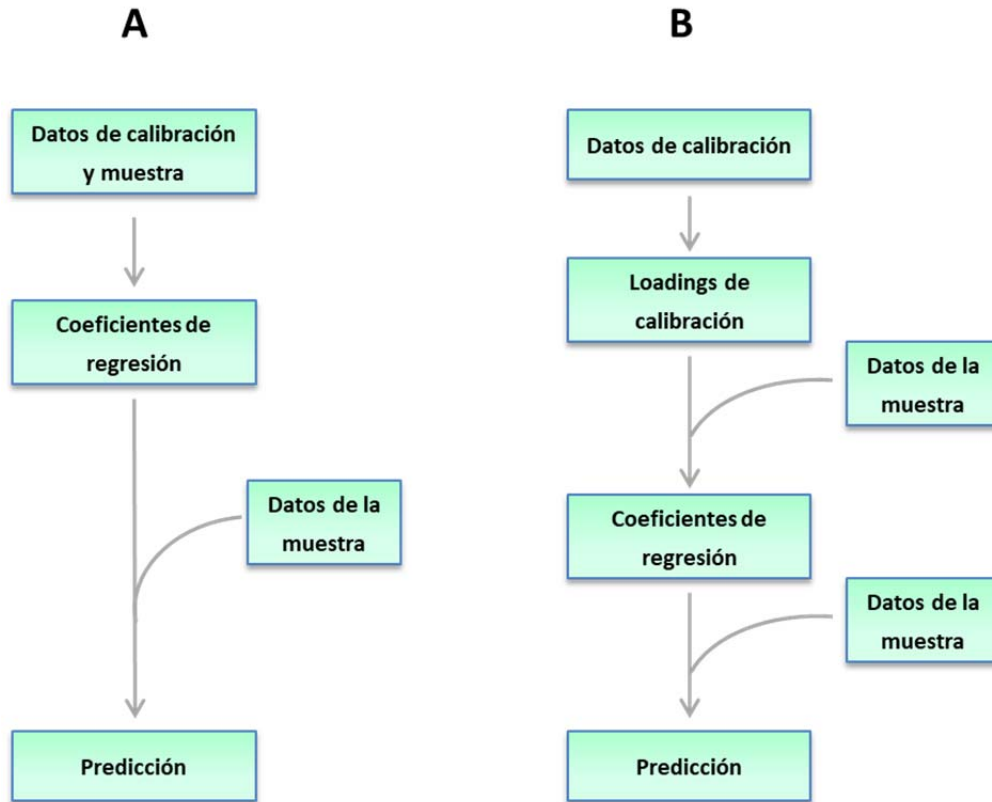 A
Datos de calibración
y muestra
Coeficientes de
regresión
Datos de la
muestra
Predicción
B
Datos de calibración
Loadings de
calibración
Datos de la
muestra
Coeficientes de
regresión
Datos de la
muestra
Predicción